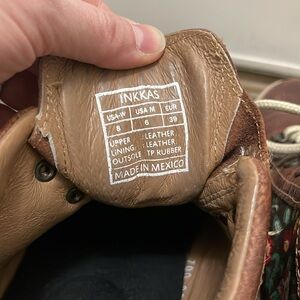 INKKAS
USA-W USA M EUR
8 6 39
UPPER :LEATHER
LINING :LEATHER
OUTSOLE :TP RUBBER
MADE IN MEXICO